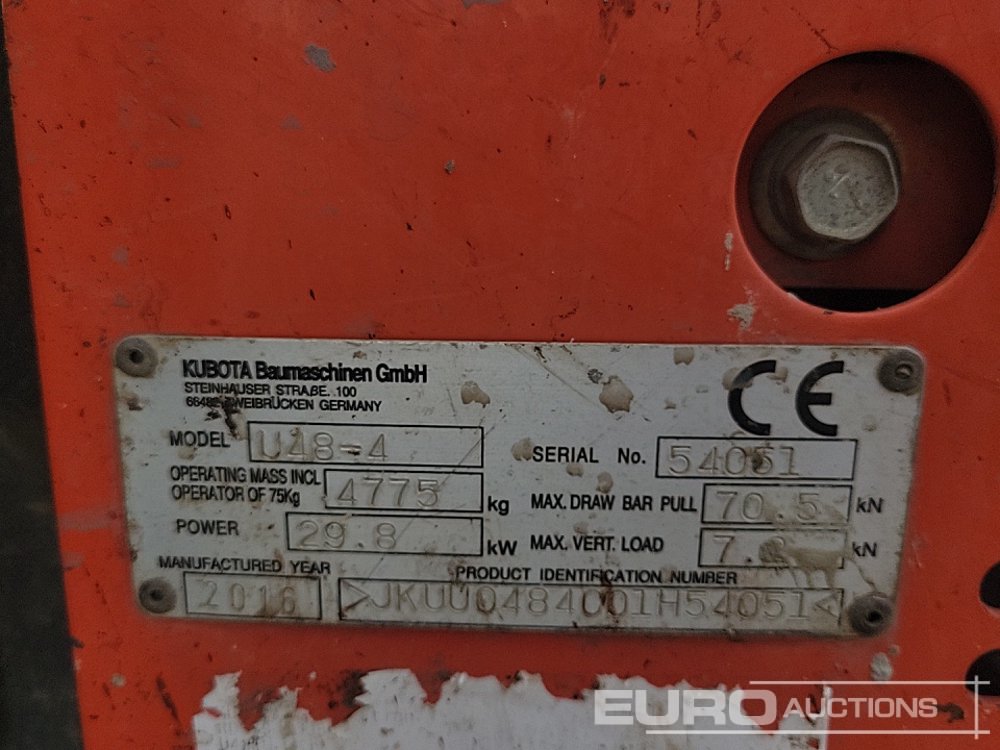 KUBOTA Baumaschinen GmbH
STEINHAUSER STRAßE. 100
ZWEIBRÜCKEN GERMANY
CE
MODEL U48-4
SERIAL No. 54051
OPERATING MASS INCL
OPERATOR OF 75Kg 4775 kg
MAX. DRAW BAR PULL 70.5 kN
POWER 29.8 kW
MAX. VERT. LOAD kN
MANUFACTURED YEAR 2016
PRODUCT IDENTIFICATION NUMBER
>JKUU0484C01H54051<
EURO AUCTIONS